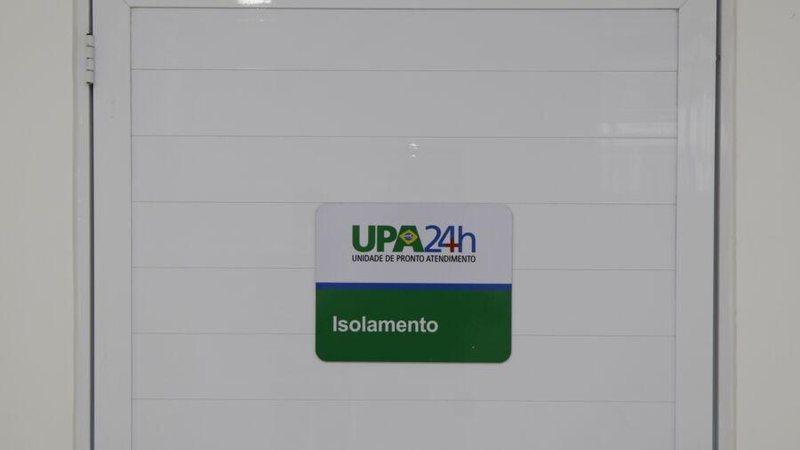 UPA24h
UNIDADE DE PRONTO ATENDIMENTO
Isolamento